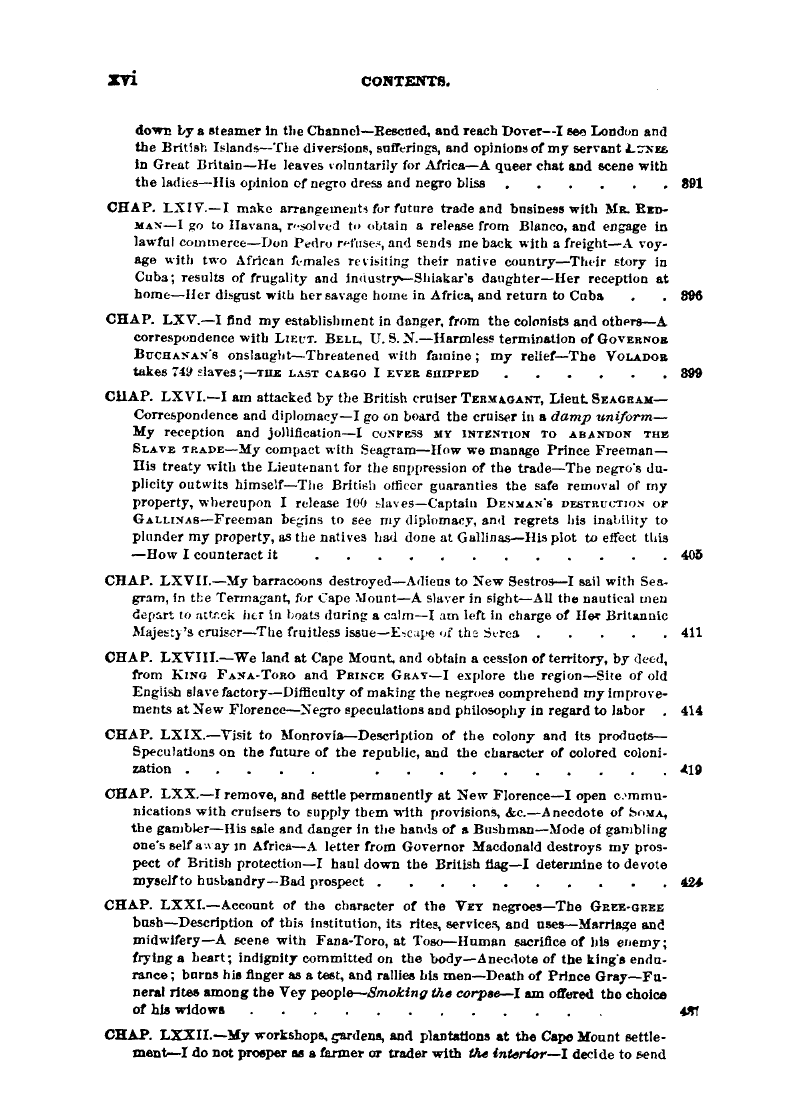 xvi CONTENTS.
down by a steamer in the Channel—Rescued, and reach Dover—I see London and
the British Islands—The diversions, sufferings, and opinions of my servant LUNES
in Great Britain—He leaves voluntarily for Africa—A queer chat and scene with
the ladies—His opinion of negro dress and negro bliss . . . . . . 391
CHAP. LXIV.—I make arrangements for future trade and business with MR. RED-
MAN—I go to Havana, resolved to obtain a release from Blanco, and engage in
lawful commerce—Don Pedro refuses, and sends me back with a freight—A voy-
age with two African females revisiting their native country—Their story in
Cuba; results of frugality and industry—Shiakar's daughter—Her reception at
home—Her disgust with her savage home in Africa, and return to Cuba . . 396
CHAP. LXV.—I find my establishment in danger, from the colonists and others—A
correspondence with LIEUT. BELL, U. S. N.—Harmless termination of GOVERNOR
BUCHANAN'S onslaught—Threatened with famine; my relief—The VOLADOR
takes 749 slaves;—THE LAST CARGO I EVER SHIPPED . . . . . . 399
CHAP. LXVI.—I am attacked by the British cruiser TERMAGANT, Lieut. SEAGRAM—
Correspondence and diplomacy—I go on board the cruiser in a damp uniform—
My reception and jollification—I CONFESS MY INTENTION TO ABANDON THE
SLAVE TRADE—My compact with Seagram—How we manage Prince Freeman—
His treaty with the Lieutenant for the suppression of the trade—The negro's du-
plicity outwits himself—The British officer guaranties the safe removal of my
property, whereupon I release 100 slaves—Captain DENMAN'S DESTRUCTION OF
GALLINAS—Freeman begins to see my diplomacy, and regrets his inability to
plunder my property, as the natives had done at Gallinas—His plot to effect this
—How I counteract it . . . . . . . . . . . . . 405
CHAP. LXVII.—My barracoons destroyed—Adieus to New Sestros—I sail with Sea-
gram, in the Termagant, for Cape Mount—A slaver in sight—All the nautical men
depart to attack her in boats during a calm—I am left in charge of Her Britannic
Majesty's cruiser—The fruitless issue—Escape of the Serea . . . . . 411
CHAP. LXVIII.—We land at Cape Mount, and obtain a cession of territory, by deed,
from KING FANA-TORO and PRINCE GRAY—I explore the region—Site of old
English slave factory—Difficulty of making the negroes comprehend my improve-
ments at New Florence—Negro speculations and philosophy in regard to labor . 414
CHAP. LXIX.—Visit to Monrovia—Description of the colony and its products—
Speculations on the future of the republic, and the character of colored coloni-
zation . . . . . . . . . . . . . . . 419
CHAP. LXX.—I remove, and settle permanently at New Florence—I open commu-
nications with cruisers to supply them with provisions, &c.—Anecdote of SOMA,
the gambler—His sale and danger in the hands of a Bushman—Mode of gambling
one's self away in Africa—A letter from Governor Macdonald destroys my pros-
pect of British protection—I haul down the British flag—I determine to devote
myself to husbandry—Bad prospect . . . . . . . . . . . 424
CHAP. LXXI.—Account of the character of the VEY negroes—The GREE-GREE
bush—Description of this institution, its rites, services, and uses—Marriage and
midwifery—A scene with Fana-Toro, at Toso—Human sacrifice of his enemy;
frying a heart; indignity committed on the body—Anecdote of the king's endu-
rance; burns his finger as a test, and rallies his men—Death of Prince Gray—Fu-
neral rites among the Vey people—Smoking the corpse—I am offered the choice
of his widows . . . . . . . . . . . . . . 437
CHAP. LXXII.—My workshops, gardens, and plantations at the Cape Mount settle-
ment—I do not prosper as a farmer or trader with the interior—I decide to send